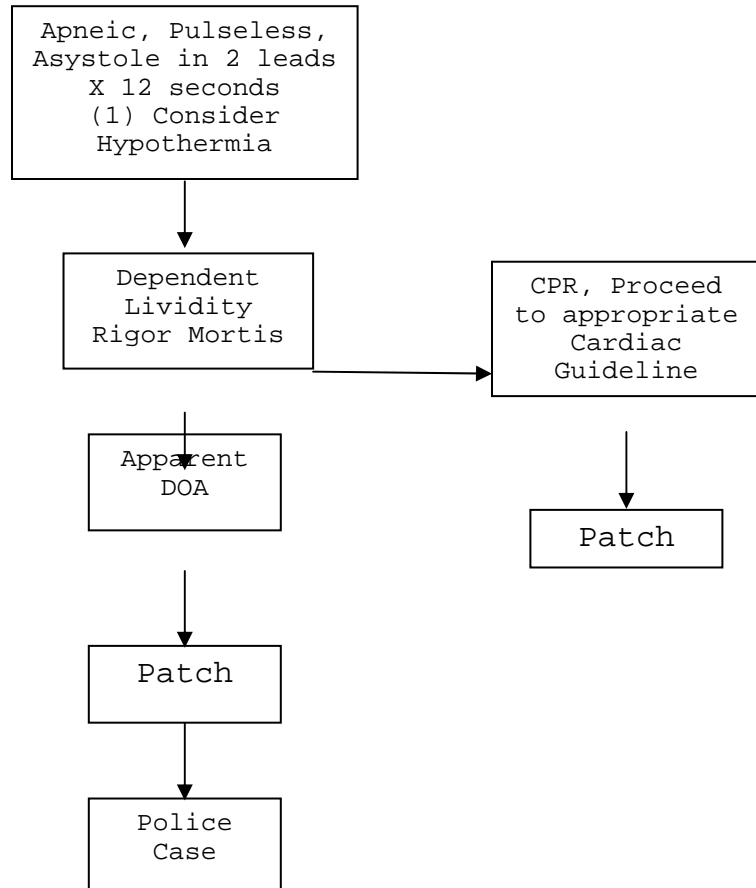 Apneic, Pulseless,
Asystole in 2 leads
X 12 seconds
(1) Consider
Hypothermia
Dependent
Lividity
Rigor Mortis
CPR, Proceed
to appropriate
Cardiac
Guideline
Apparent
DOA
Patch
Patch
Police
Case